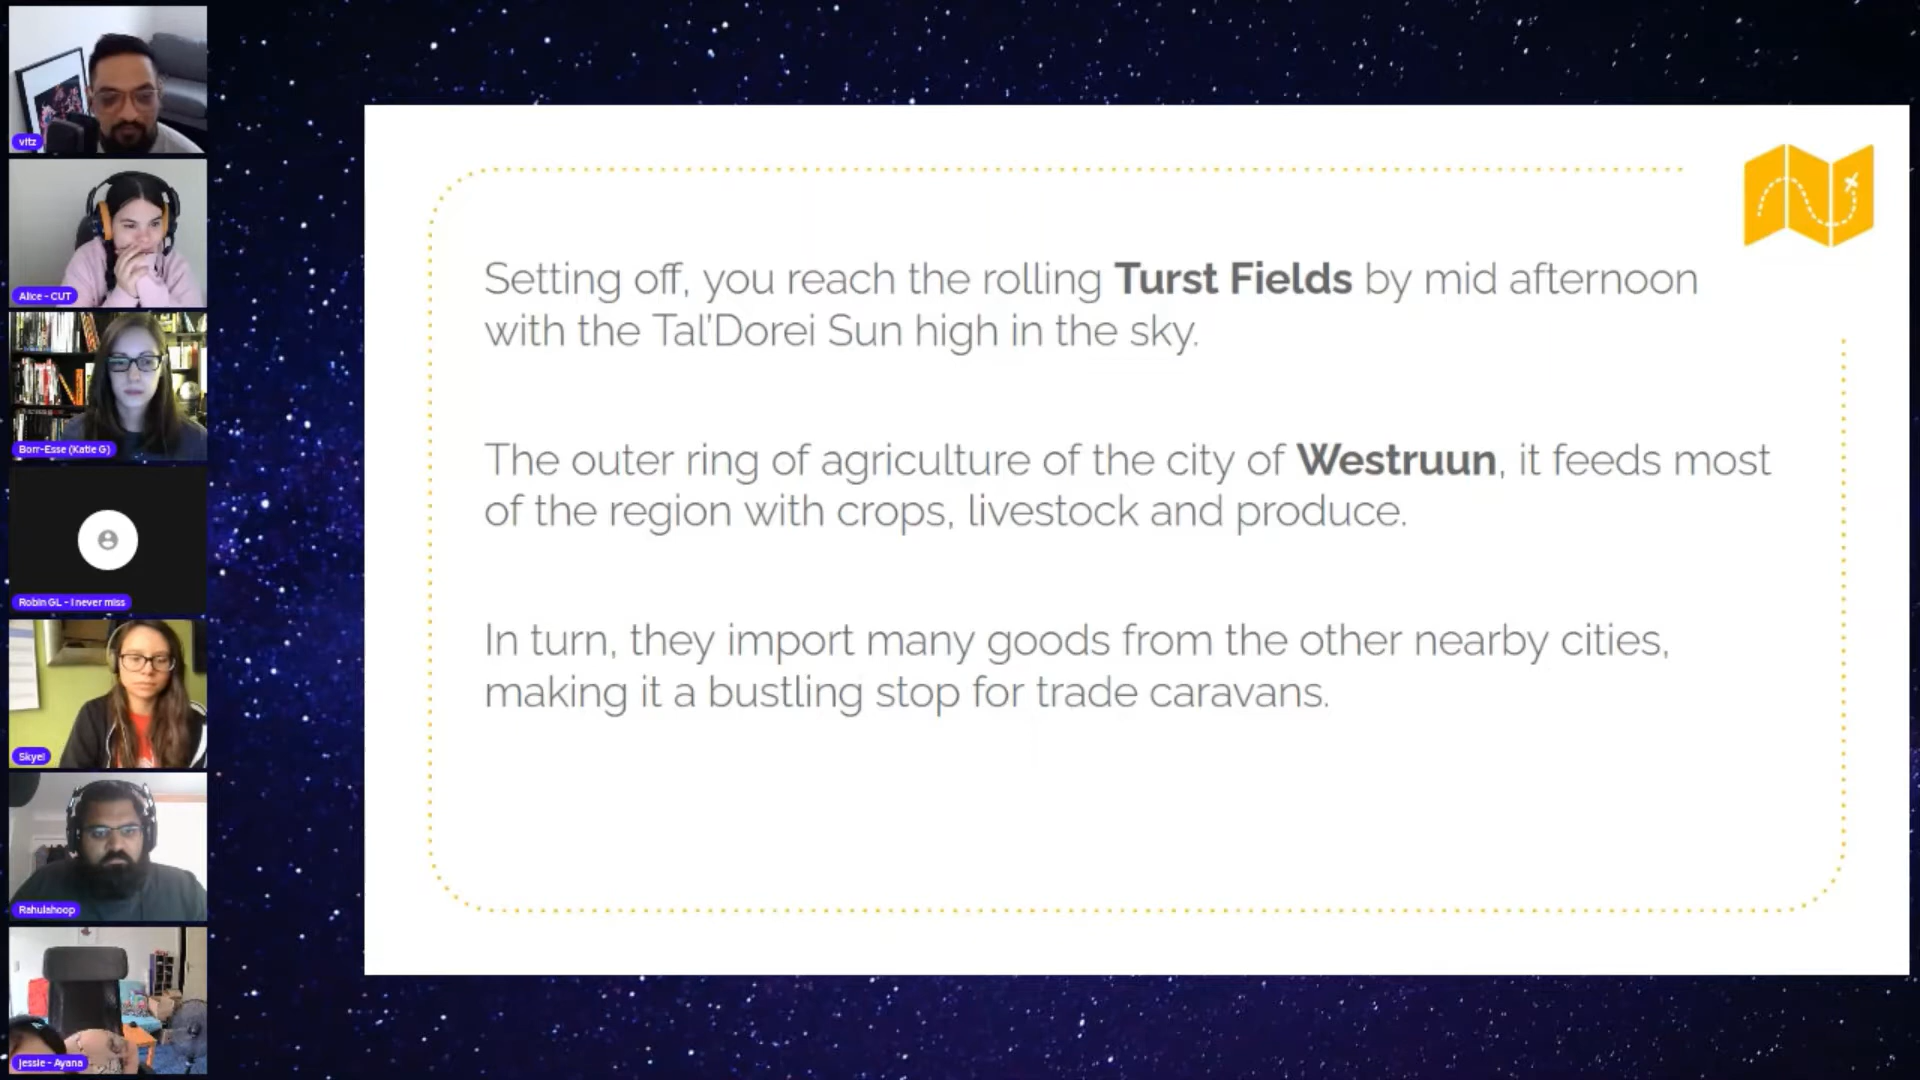 vitz
Alice - CUT
Borr-Esse (Katie G)
Robin GL - I never miss
Skyel
Rahulahoop
Jessie - Ayana
Setting off, you reach the rolling Turst Fields by mid afternoon
with the Tal'Dorei Sun high in the sky.
The outer ring of agriculture of the city of Westruun, it feeds most
of the region with crops, livestock and produce.
In turn, they import many goods from the other nearby cities,
making it a bustling stop for trade caravans.